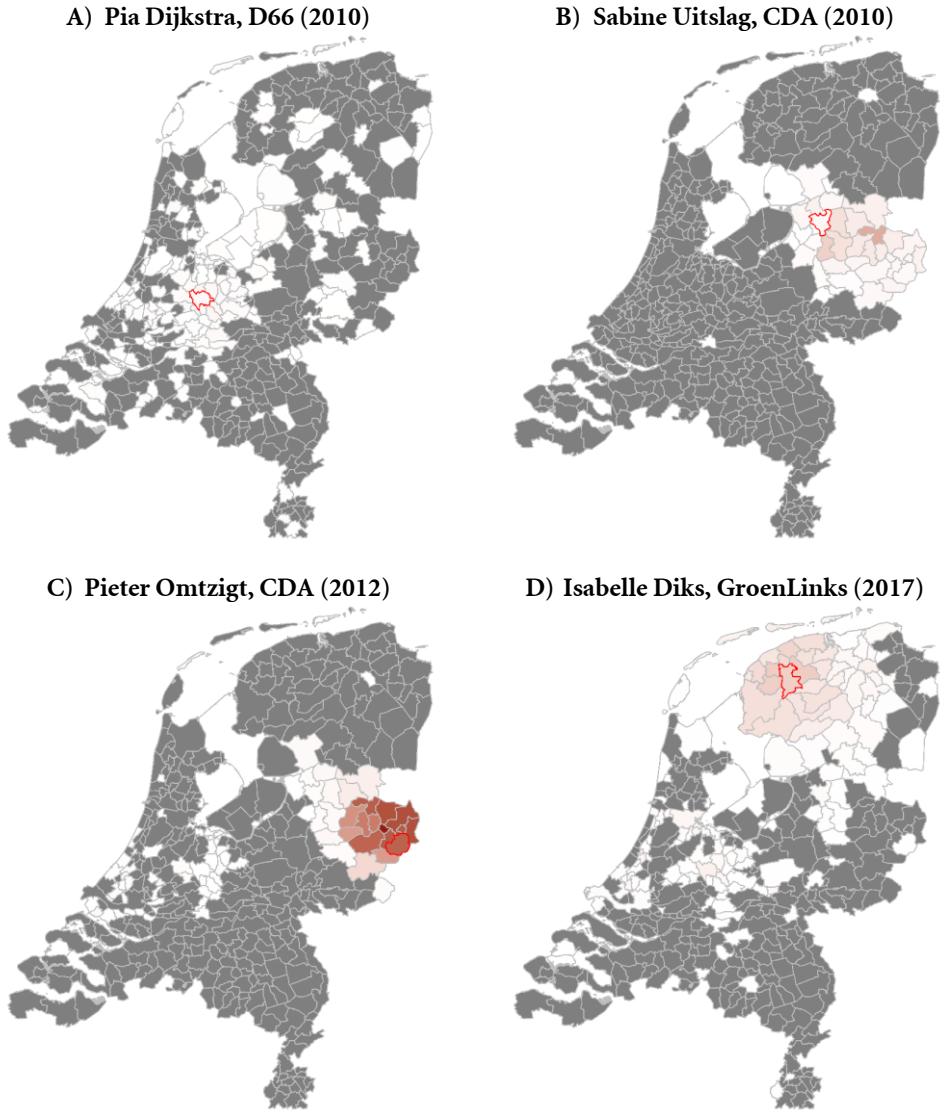 A) Pia Dijkstra, D66 (2010)
B) Sabine Uitslag, CDA (2010)
C) Pieter Omtzigt, CDA (2012)
D) Isabelle Diks, GroenLinks (2017)